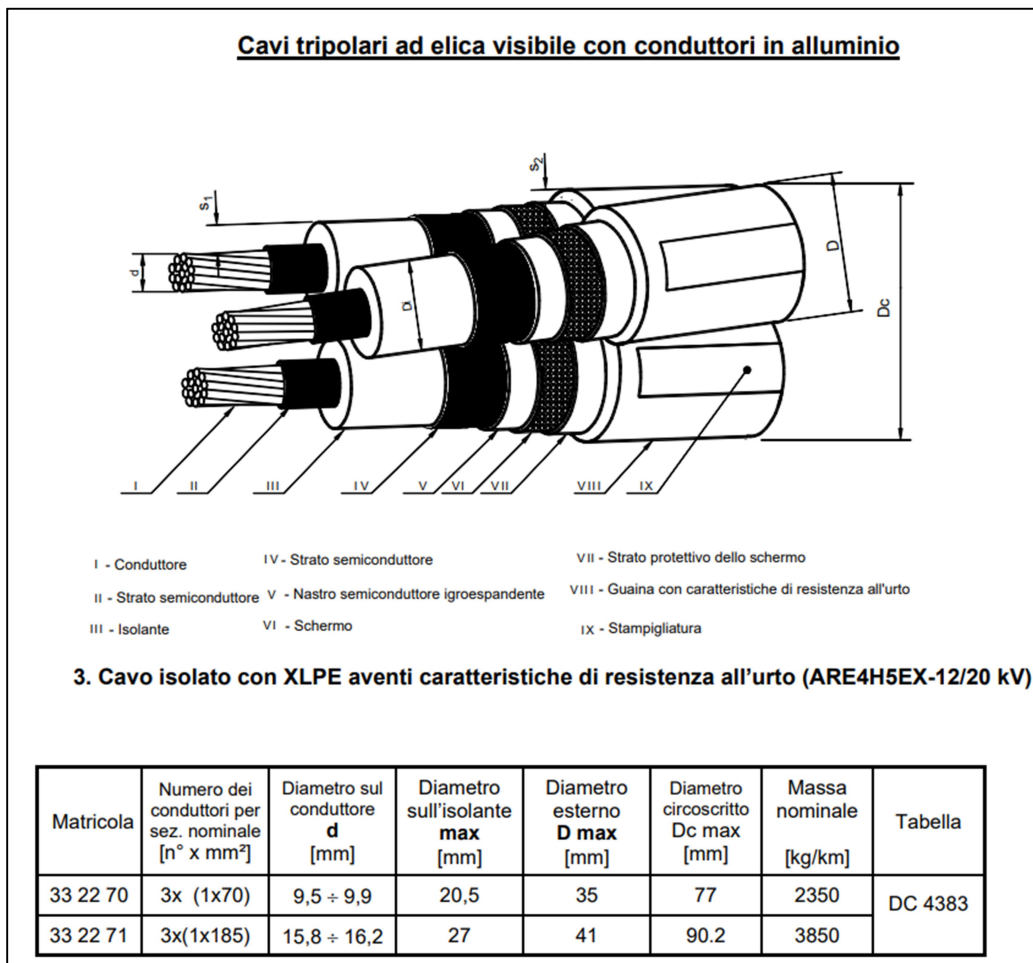 Cavi tripolari ad elica visibile con conduttori in alluminio
S1
S2
d
Di
D
Dc
I II III IV V VI VII VIII IX
I - Conduttore
II - Strato semiconduttore
III - Isolante
IV - Strato semiconduttore
V - Nastro semiconduttore igroespandente
VI - Schermo
VII - Strato protettivo dello schermo
VIII - Guaina con caratteristiche di resistenza all'urto
IX - Stampigliatura
3. Cavo isolato con XLPE aventi caratteristiche di resistenza all'urto (ARE4H5EX-12/20 kV)
Matricola
Numero dei
conduttori per
sez. nominale
[n° x mm²]
Diametro sul
conduttore
d
[mm]
Diametro
sull'isolante
max
[mm]
Diametro
esterno
D max
[mm]
Diametro
circoscritto
Dc max
[mm]
Massa
nominale
[kg/km]
Tabella
33 22 70 3x (1x70) 9,5 ÷ 9,9 20,5 35 77 2350 DC 4383
33 22 71 3x(1x185) 15,8 ÷ 16,2 27 41 90.2 3850